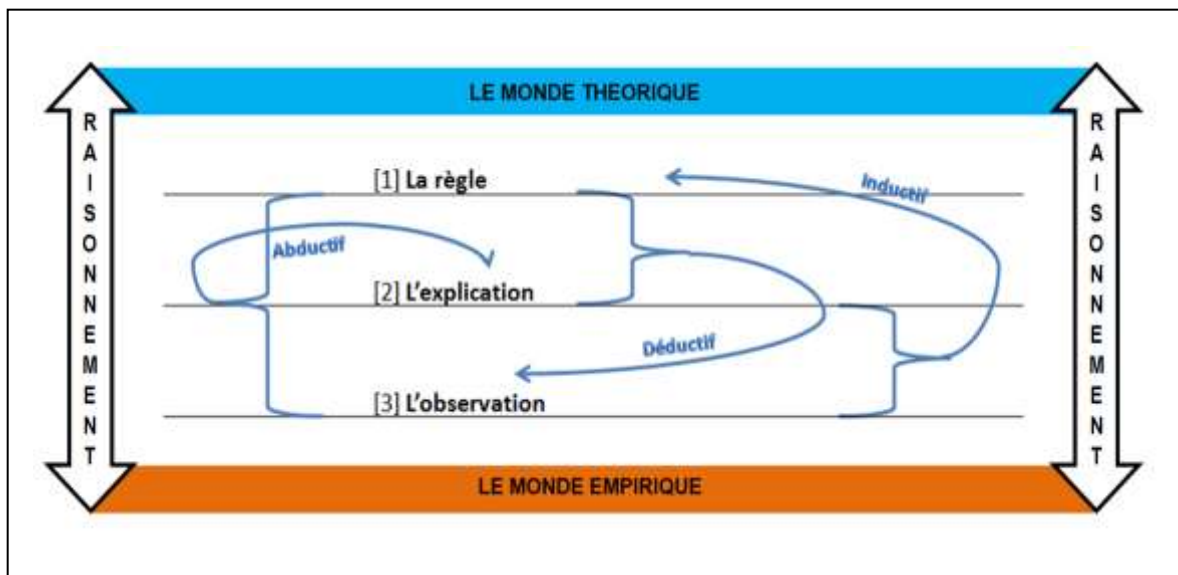 LE MONDE THEORIQUE
RAISONNEMENT
RAISONNEMENT
[1] La règle
Inductif
Abductif
[2] L'explication
Déductif
[3] L'observation
LE MONDE EMPIRIQUE